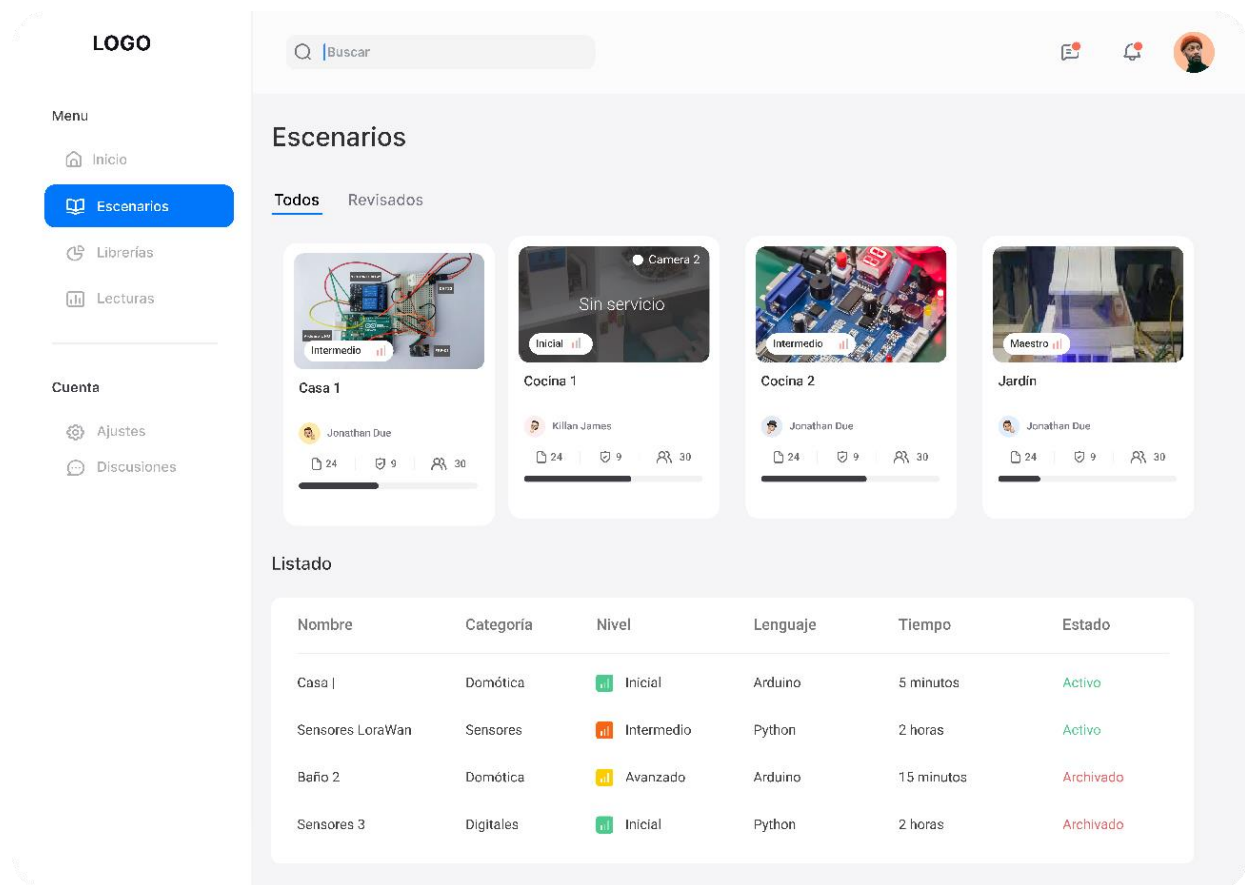 LOGO
Buscar
Menu
Inicio
Escenarios
Librerías
Lecturas
Cuenta
Ajustes
Discusiones
Escenarios
Todos Revisados
Intermedio
Casa 1
Jonathan Due
24 9 30
Camera 2
Sin servicio
Inicial
Cocina 1
Killan James
24 9 30
Intermedio
Cocina 2
Jonathan Due
24 9 30
Maestro
Jardín
Jonathan Due
24 9 30
Listado
Nombre Categoría Nivel Lenguaje Tiempo Estado
Casa | Domótica Inicial Arduino 5 minutos Activo
Sensores LoraWan Sensores Intermedio Python 2 horas Activo
Baño 2 Domótica Avanzado Arduino 15 minutos Archivado
Sensores 3 Digitales Inicial Python 2 horas Archivado